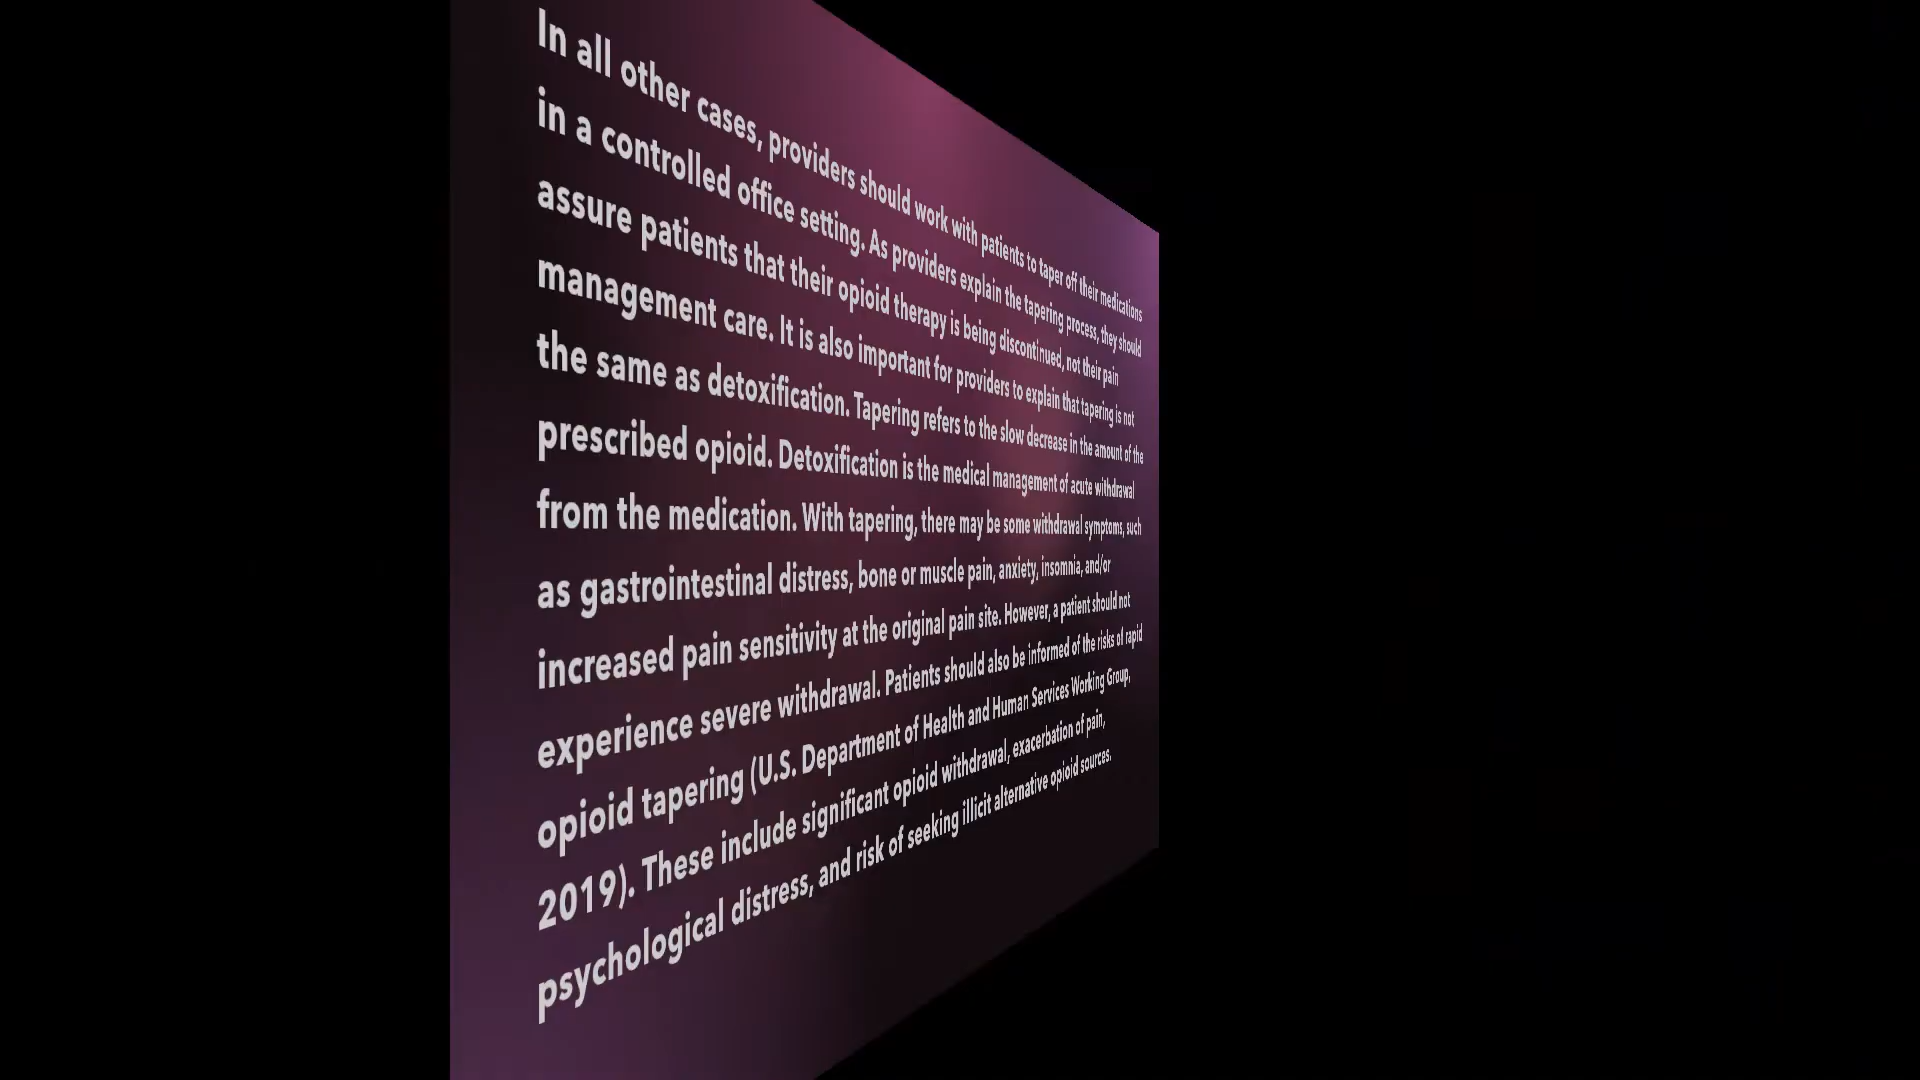 In all other cases, providers should work with patients to taper off their medications
in a controlled office setting. As providers explain the tapering process, they should
assure patients that their opioid therapy is being discontinued, not their pain
management care. It is also important for providers to explain that tapering is not
the same as detoxification. Tapering refers to the slow decrease in the amount of the
prescribed opioid. Detoxification is the medical management of acute withdrawal
from the medication. With tapering, there may be some withdrawal symptoms, such
as gastrointestinal distress, bone or muscle pain, anxiety, insomnia, and/or
increased pain sensitivity at the original pain site. However, a patient should not
experience severe withdrawal. Patients should also be informed of the risks of rapid
opioid tapering (U.S. Department of Health and Human Services Working Group,
2019). These include significant opioid withdrawal, exacerbation of pain,
psychological distress, and risk of seeking illicit alternative opioid sources.